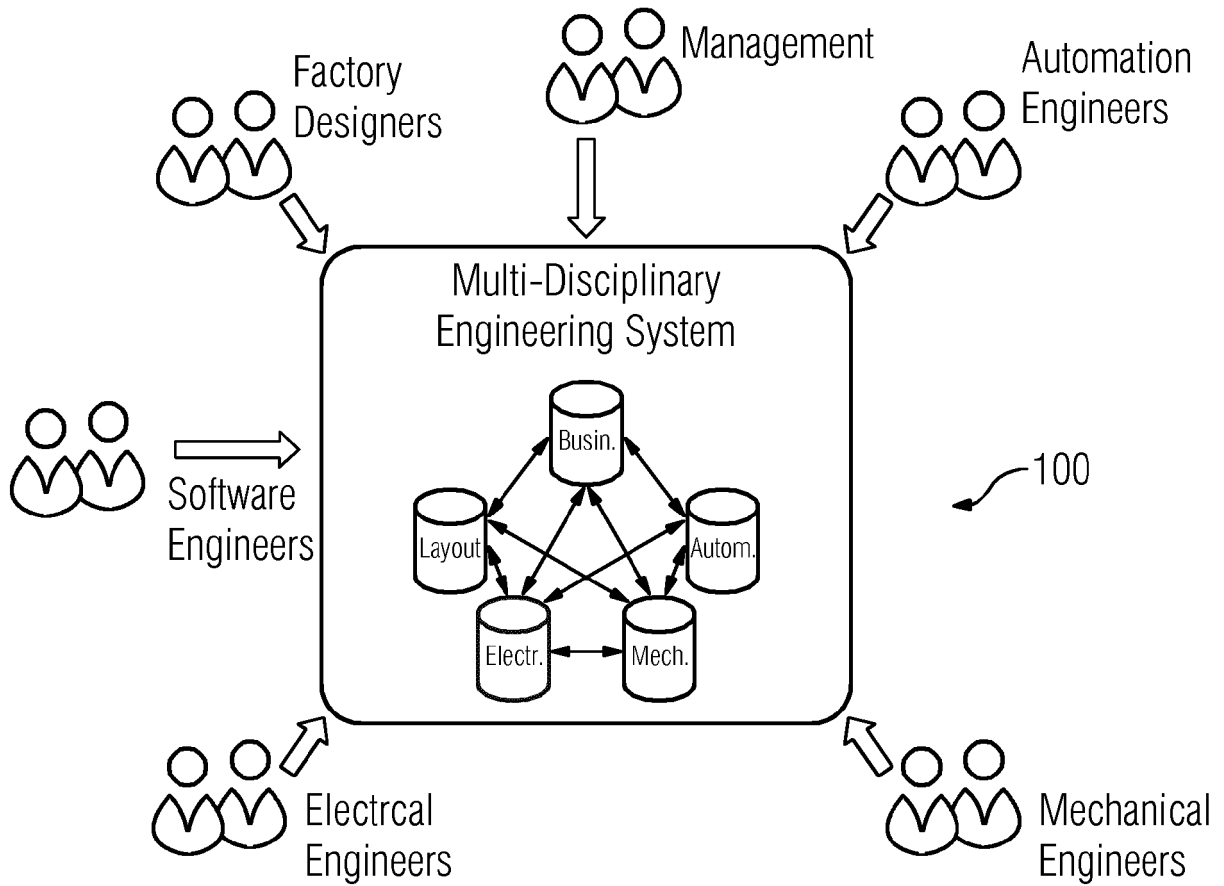 Management
Factory
Designers
Automation
Engineers
Multi-Disciplinary
Engineering System
Busin.
Layout
Autom.
Electr.
Mech.
Software
Engineers
100
Electrcal
Engineers
Mechanical
Engineers